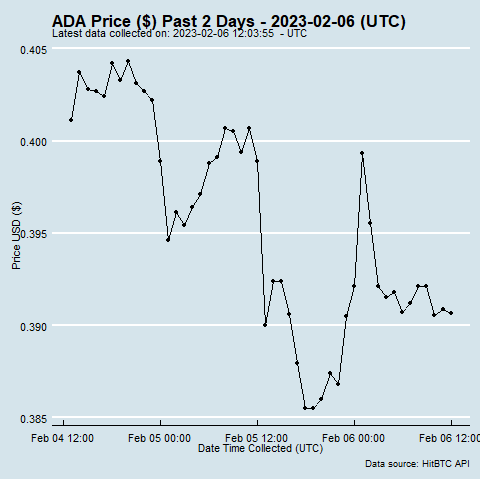 ADA Price ($) Past 2 Days - 2023-02-06 (UTC)
Latest data collected on: 2023-02-06 12:03:55  - UTC
0.405
0.400
0.395
0.390
0.385
Price USD ($)
Feb 04 12:00
Feb 05 00:00
Feb 05 12:00
Feb 06 00:00
Feb 06 12:00
Date Time Collected (UTC)
Data source: HitBTC API